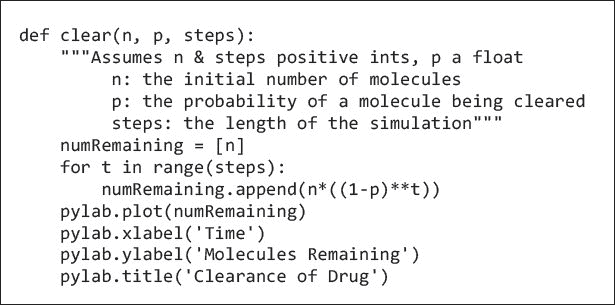 def clear(n, p, steps):
    """Assumes n & steps positive ints, p a float
         n: the initial number of molecules
         p: the probability of a molecule being cleared
         steps: the length of the simulation"""
    numRemaining = [n]
    for t in range(steps):
        numRemaining.append(n*((1-p)**t))
    pylab.plot(numRemaining)
    pylab.xlabel('Time')
    pylab.ylabel('Molecules Remaining')
    pylab.title('Clearance of Drug')